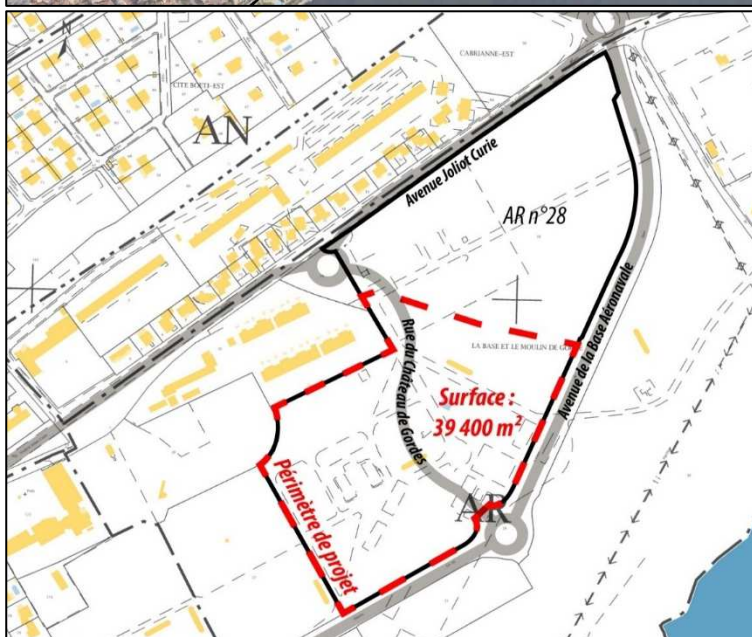 N
CABRIANNE-EST
CITE BOETI-EST
AN
Avenue Joliot Curie
AR n°28
LA BASE ET LE MOULIN DE
Rue du Château de Gordes
Surface :
39 400 m²
Avenue de la Base Aéronavale
Périmètre de projet
AR